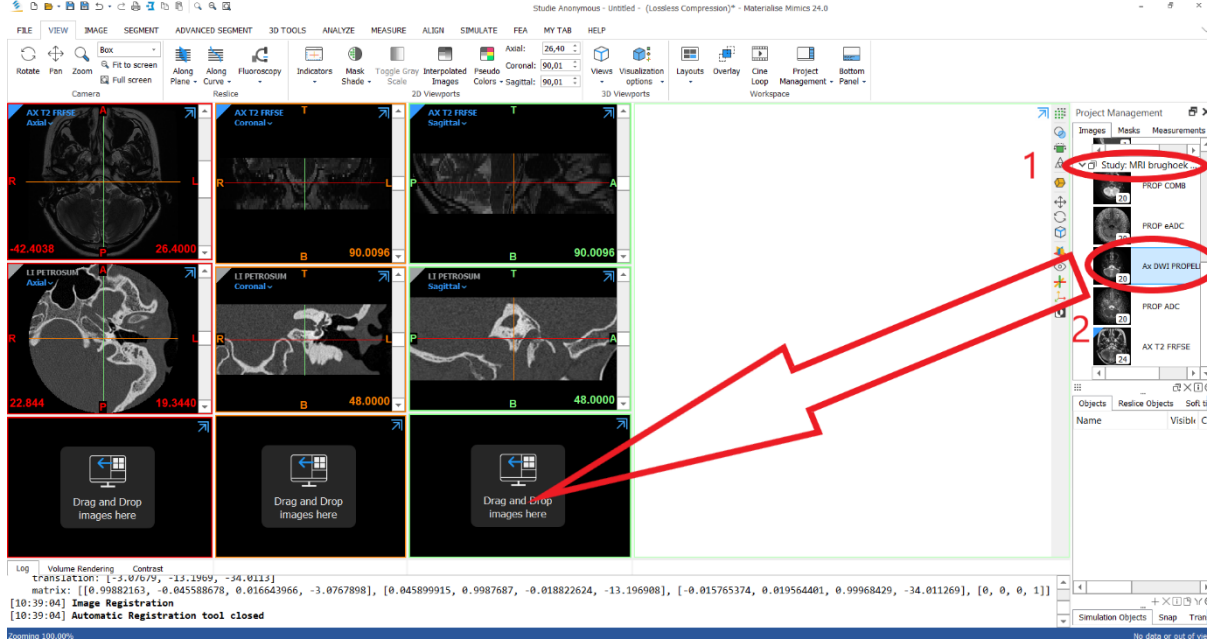 Studie Anonymous - Untitled - (Lossless Compression)* - Materialise Mimics 24.0
FILE VIEW IMAGE SEGMENT ADVANCED SEGMENT 3D TOOLS ANALYZE MEASURE ALIGN SIMULATE FEA MY TAB HELP
Rotate Pan Zoom
Box
Fit to screen
Full screen
Camera
Along Plane
Along Curve
Fluoroscopy
Reslice
Indicators
Mask Shade
Toggle Gray Scale
Interpolated Images
Pseudo Colors
Axial: 26,40
Coronal: 90,01
Sagittal: 90,01
2D Viewports
Views
Visualization options
3D Viewports
Layouts
Overlay
Cine Loop
Project Management
Bottom Panel
Workspace
AX T2 FRFSE
Axial
A
R
L
-42.4038
P
26.4000
AX T2 FRFSE
Coronal
T
R
L
B
90.0096
AX T2 FRFSE
Sagittal
T
P
A
B
90.0096
LI PETROSUM
Axial
A
R
L
22.844
P
19.3440
LI PETROSUM
Coronal
T
R
L
B
48.0000
LI PETROSUM
Sagittal
T
P
A
B
48.0000
Drag and Drop
images here
Drag and Drop
images here
Drag and Drop
images here
1
2
Project Management
Images Masks Measurements
Study: MRI brughoek ...
PROP COMB
20
PROP eADC
20
Ax DWI PROPEL
20
PROP ADC
20
AX T2 FRFSE
24
Objects Reslice Objects Soft ti
Name Visibl C
Log Volume Rendering Contrast
translation: [-3.07679, -13.1969, -34.0113]
matrix: [[0.99882163, -0.045588678, 0.016643966, -3.0767898], [0.045899915, 0.9987687, -0.018822624, -13.196908], [-0.015765374, 0.019564401, 0.99968429, -34.011269], [0, 0, 0, 1]]
[10:39:04] Image Registration
[10:39:04] Automatic Registration tool closed
Simulation Objects Snap Tran
Zooming 100,00%
No data or out of view